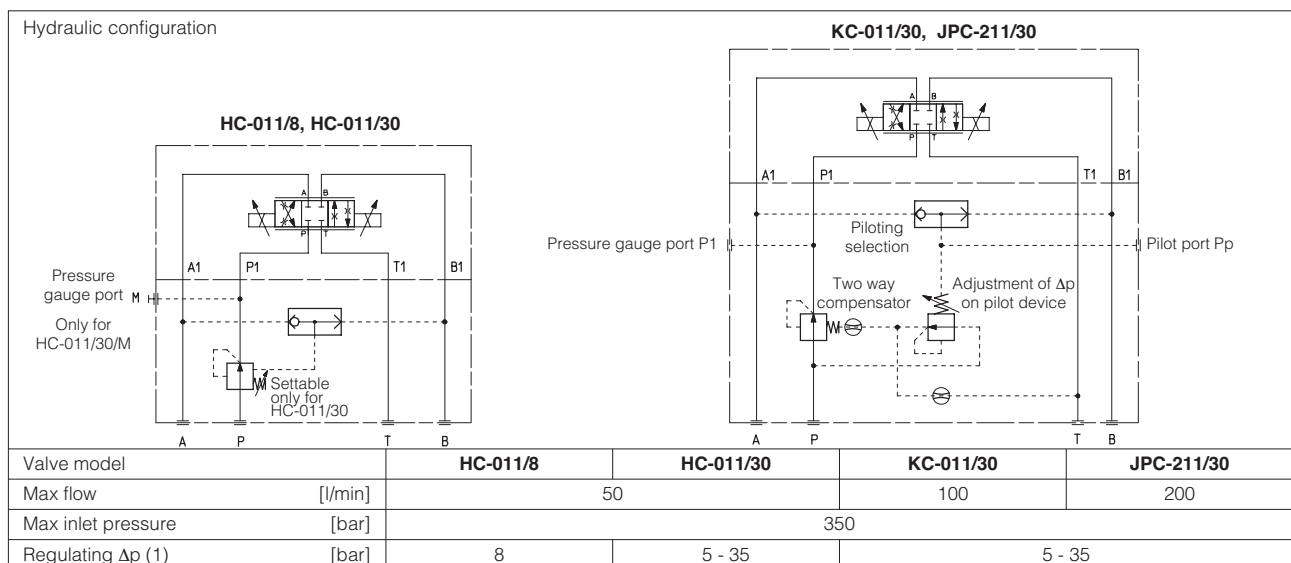 Hydraulic configuration
KC-011/30, JPC-211/30
HC-011/8, HC-011/30
A B
P T
A1 P1 T1 B1
Pressure gauge port P1
Piloting
selection
Pilot port Pp
Two way
compensator
Adjustment of Δp
on pilot device
A P T B
A B
P T
A1 P1 T1 B1
Pressure
gauge port M
Only for
HC-011/30/M
Settable
only for
HC-011/30
A P T B
Valve model HC-011/8 HC-011/30 KC-011/30 JPC-211/30
Max flow [l/min] 50 100 200
Max inlet pressure [bar] 350
Regulating Δp (1) [bar] 8 5 - 35 5 - 35